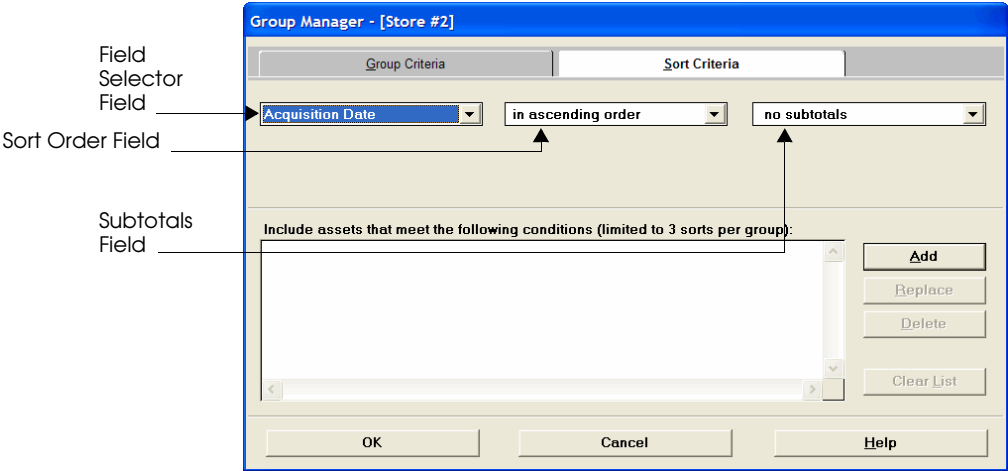 Group Manager - [Store #2]
Group Criteria
Sort Criteria
Field
Selector
Field
Acquisition Date
in ascending order
no subtotals
Sort Order Field
Subtotals
Field
Include assets that meet the following conditions (limited to 3 sorts per group):
Add
Replace
Delete
Clear List
OK
Cancel
Help